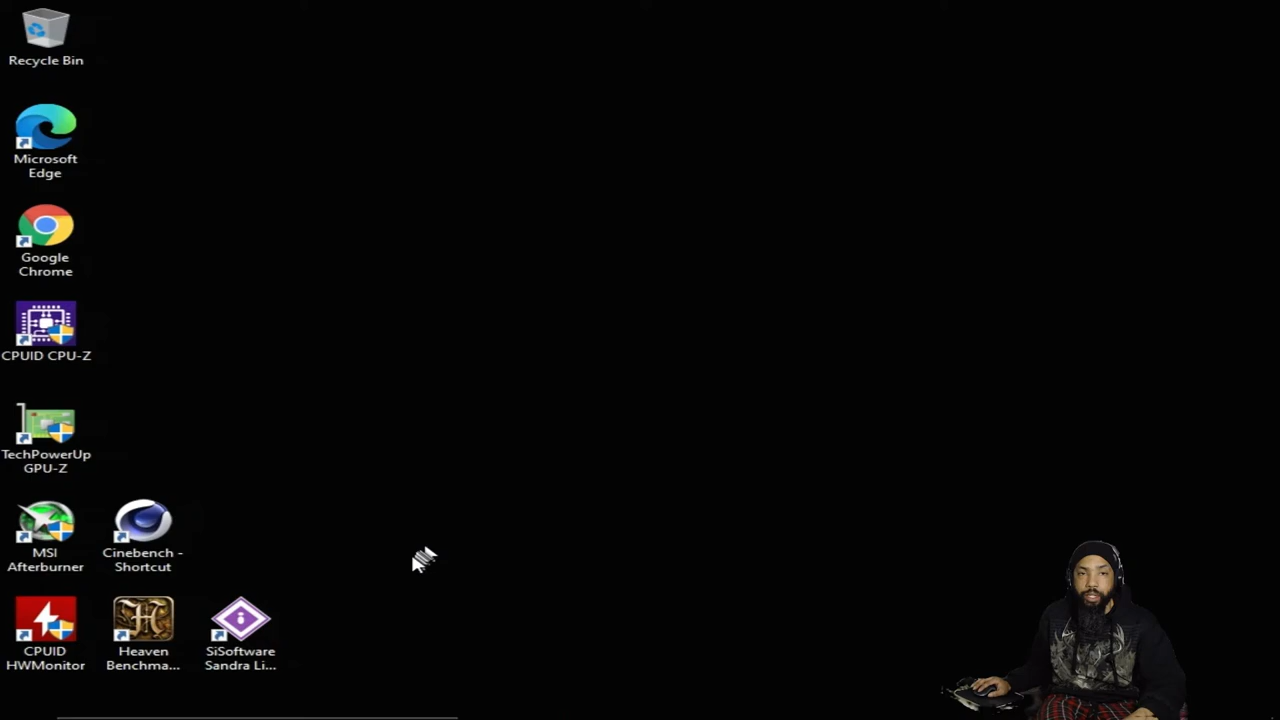 Recycle Bin
Microsoft
Edge
Google
Chrome
CPUID CPU-Z
TechPowerUp
GPU-Z
MSI
Afterburner
Cinebench -
Shortcut
CPUID
HWMonitor
Heaven
Benchma...
SiSoftware
Sandra Li...